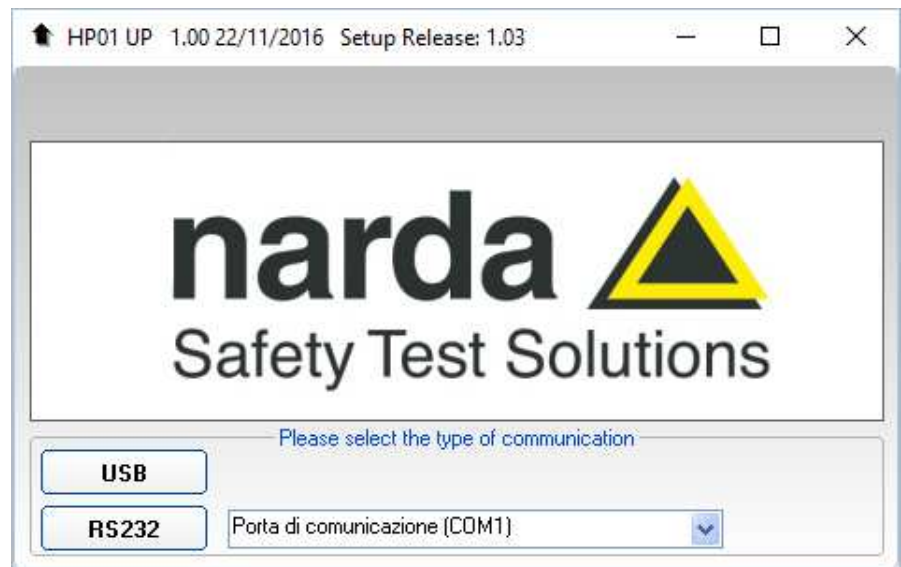 HP01 UP 1.00 22/11/2016 Setup Release: 1.03
narda
Safety Test Solutions
Please select the type of communication
USB
RS232 Porta di comunicazione (COM1)